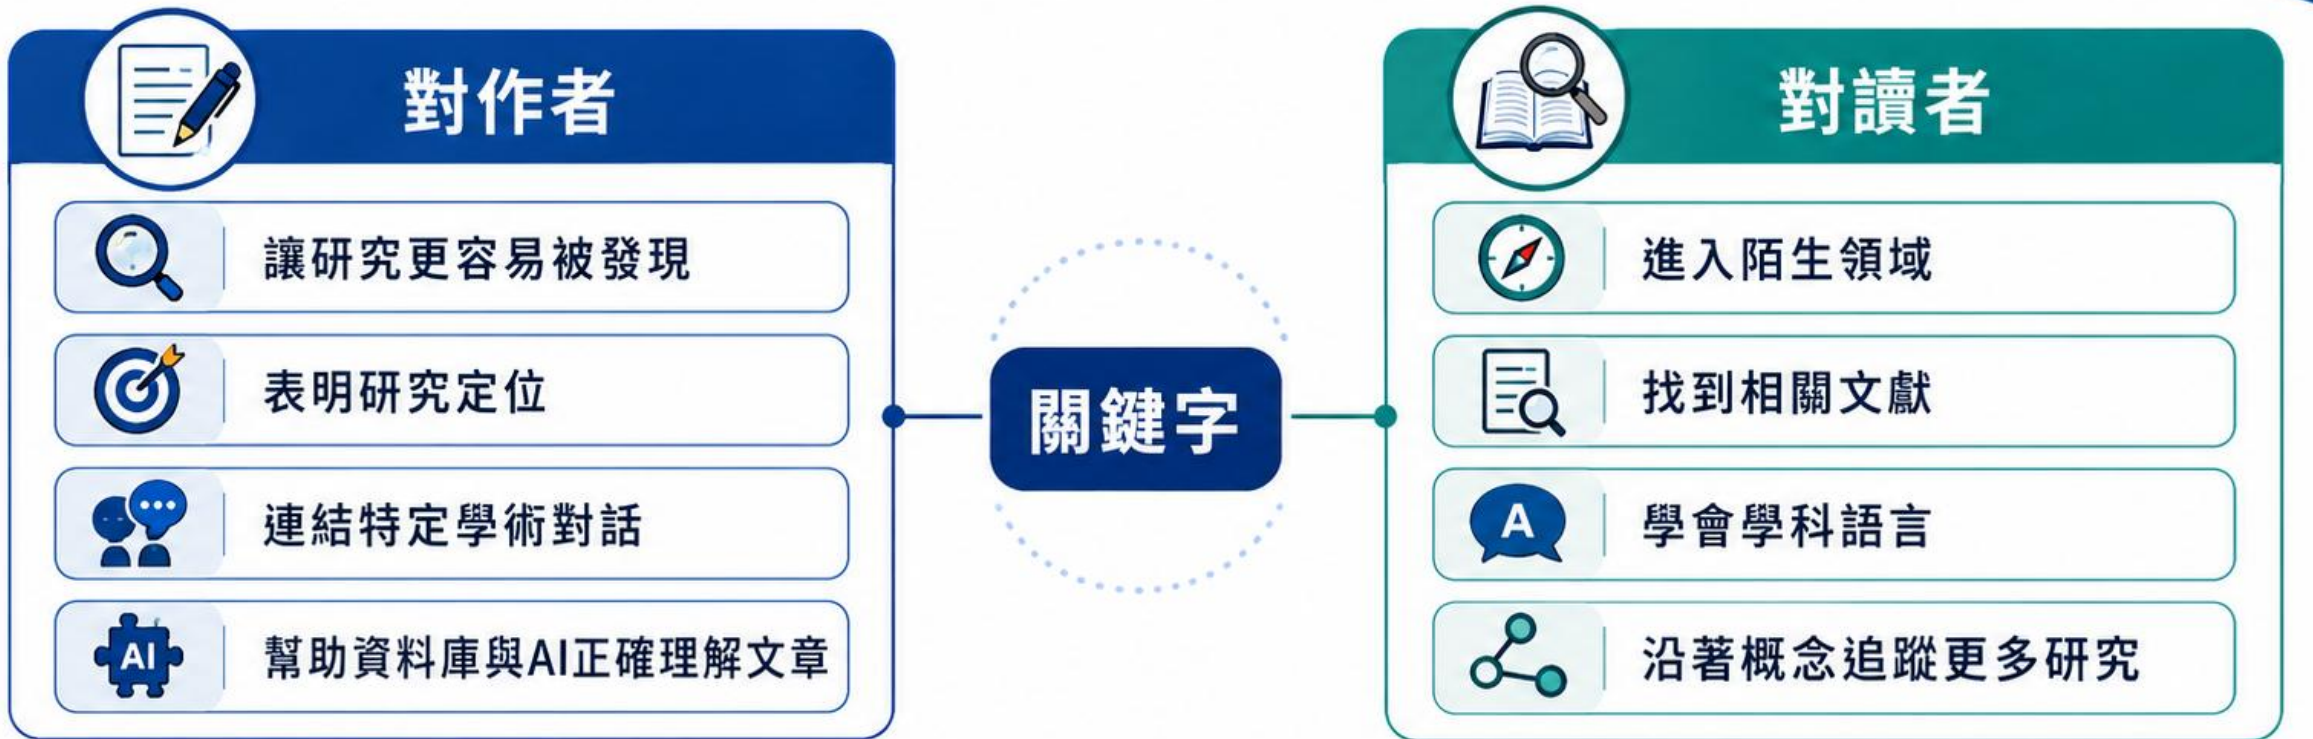 對作者
讓研究更容易被發現
表明研究定位
連結特定學術對話
AI
幫助資料庫與AI正確理解文章
關鍵字
對讀者
進入陌生領域
找到相關文獻
A
學會學科語言
沿著概念追蹤更多研究